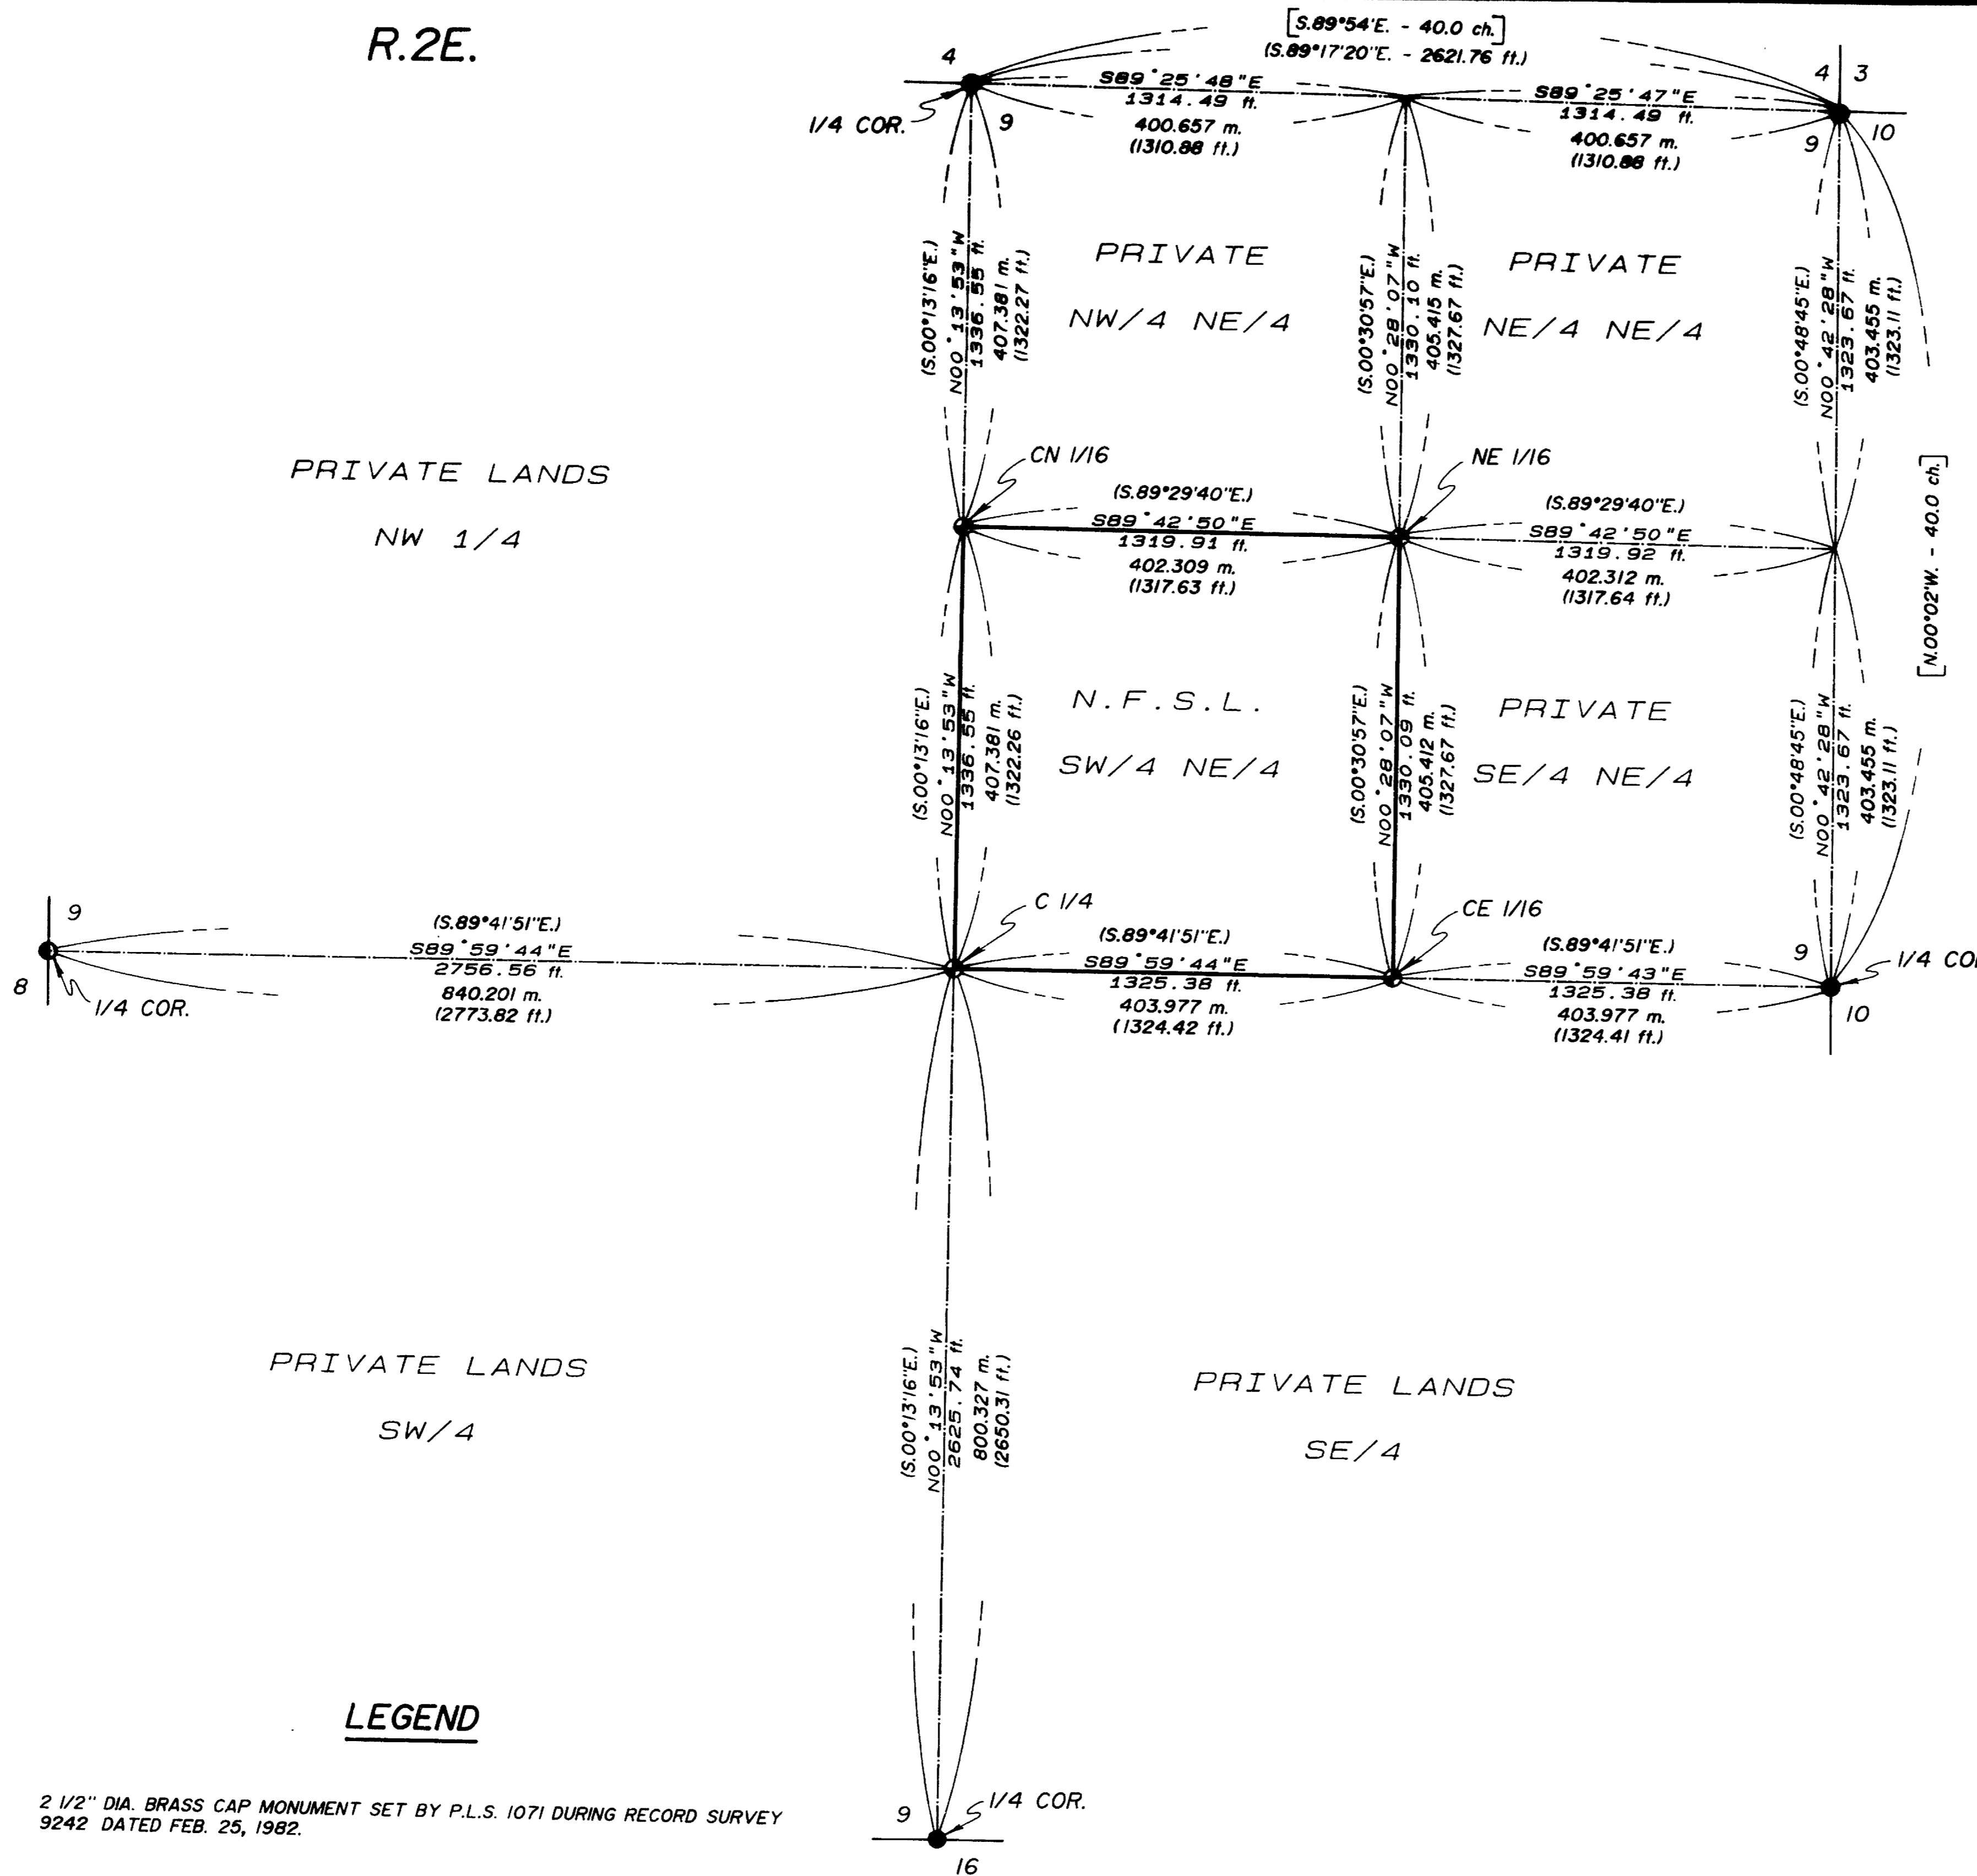 R.2E.
[S.89°54'E. - 40.0 ch.]
(S.89°17'20"E. - 2621.76 ft.)
4
4
3
S89°25'48"E
1314.49 ft.
400.657 m.
(1310.88 ft.)
S89°25'47"E
1314.49 ft.
400.657 m.
(1310.88 ft.)
1/4 COR.
9
9
10
(S.00°13'16"E.)
N00°13'53"W
1336.55 ft.
407.381 m.
(1322.27 ft.)
PRIVATE
NW/4 NE/4
(S.00°30'57"E.)
N00°28'07"W
1330.10 ft.
405.415 m.
(1327.67 ft.)
PRIVATE
NE/4 NE/4
(S.00°48'45"E.)
N00°42'28"W
1323.67 ft.
403.455 m.
(1323.11 ft.)
PRIVATE LANDS
NW 1/4
CN 1/16
NE 1/16
(S.89°29'40"E.)
S89°42'50"E
1319.91 ft.
402.309 m.
(1317.63 ft.)
(S.89°29'40"E.)
S89°42'50"E
1319.92 ft.
402.312 m.
(1317.64 ft.)
[N.00°02'W. - 40.0 ch.]
(S.00°13'16"E.)
N00°13'53"W
1336.55 ft.
407.381 m.
(1322.26 ft.)
N.F.S.L.
SW/4 NE/4
(S.00°30'57"E.)
N00°28'07"W
1330.09 ft.
405.412 m.
(1327.67 ft.)
PRIVATE
SE/4 NE/4
(S.00°48'45"E.)
N00°42'28"W
1323.67 ft.
403.455 m.
(1323.11 ft.)
9
8
1/4 COR.
(S.89°41'51"E.)
S89°59'44"E
2756.56 ft.
840.201 m.
(2773.82 ft.)
C 1/4
(S.89°41'51"E.)
S89°59'44"E
1325.38 ft.
403.977 m.
(1324.42 ft.)
CE 1/16
(S.89°41'51"E.)
S89°59'43"E
1325.38 ft.
403.977 m.
(1324.41 ft.)
9
1/4 CO
10
PRIVATE LANDS
SW/4
(S.00°13'16"E.)
N00°13'53"W
2625.74 ft.
800.327 m.
(2650.31 ft.)
PRIVATE LANDS
SE/4
LEGEND
2 1/2" DIA. BRASS CAP MONUMENT SET BY P.L.S. 1071 DURING RECORD SURVEY
9242 DATED FEB. 25, 1982.
9
1/4 COR.
16